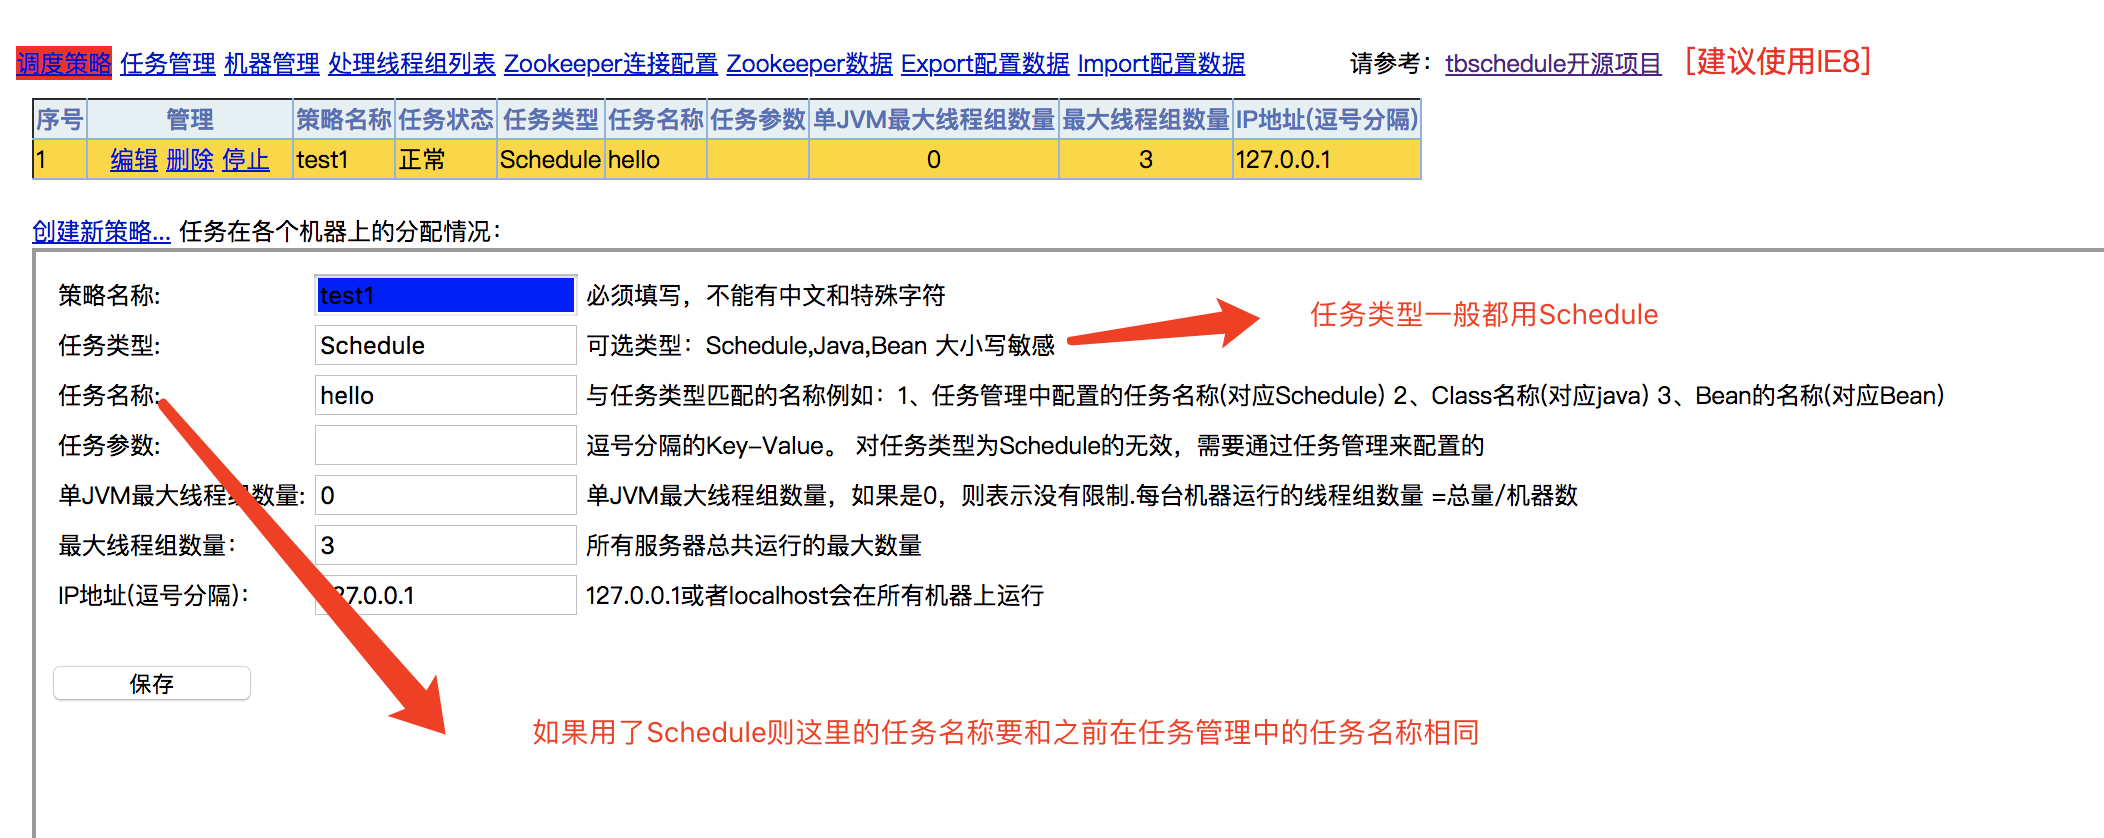 调度策略 任务管理 机器管理 处理线程组列表 Zookeeper连接配置 Zookeeper数据 Export配置数据 Import配置数据 请参考： tbschedule开源项目 [建议使用IE8]
序号 管理 策略名称 任务状态 任务类型 任务名称 任务参数 单JVM最大线程组数量 最大线程组数量 IP地址(逗号分隔)
1 编辑 删除 停止 test1 正常 Schedule hello 0 3 127.0.0.1
创建新策略... 任务在各个机器上的分配情况：
策略名称: test1 必须填写，不能有中文和特殊字符
任务类型一般都用Schedule
任务类型: Schedule 可选类型：Schedule,Java,Bean 大小写敏感
任务名称: hello 与任务类型匹配的名称例如：1、任务管理中配置的任务名称(对应Schedule) 2、Class名称(对应java) 3、Bean的名称(对应Bean)
任务参数: 逗号分隔的Key-Value。 对任务类型为Schedule的无效，需要通过任务管理来配置的
单JVM最大线程组数量: 0 单JVM最大线程组数量，如果是0，则表示没有限制.每台机器运行的线程组数量 =总量/机器数
最大线程组数量： 3 所有服务器总共运行的最大数量
IP地址(逗号分隔)： 127.0.0.1 127.0.0.1或者localhost会在所有机器上运行
保存
如果用了Schedule则这里的任务名称要和之前在任务管理中的任务名称相同